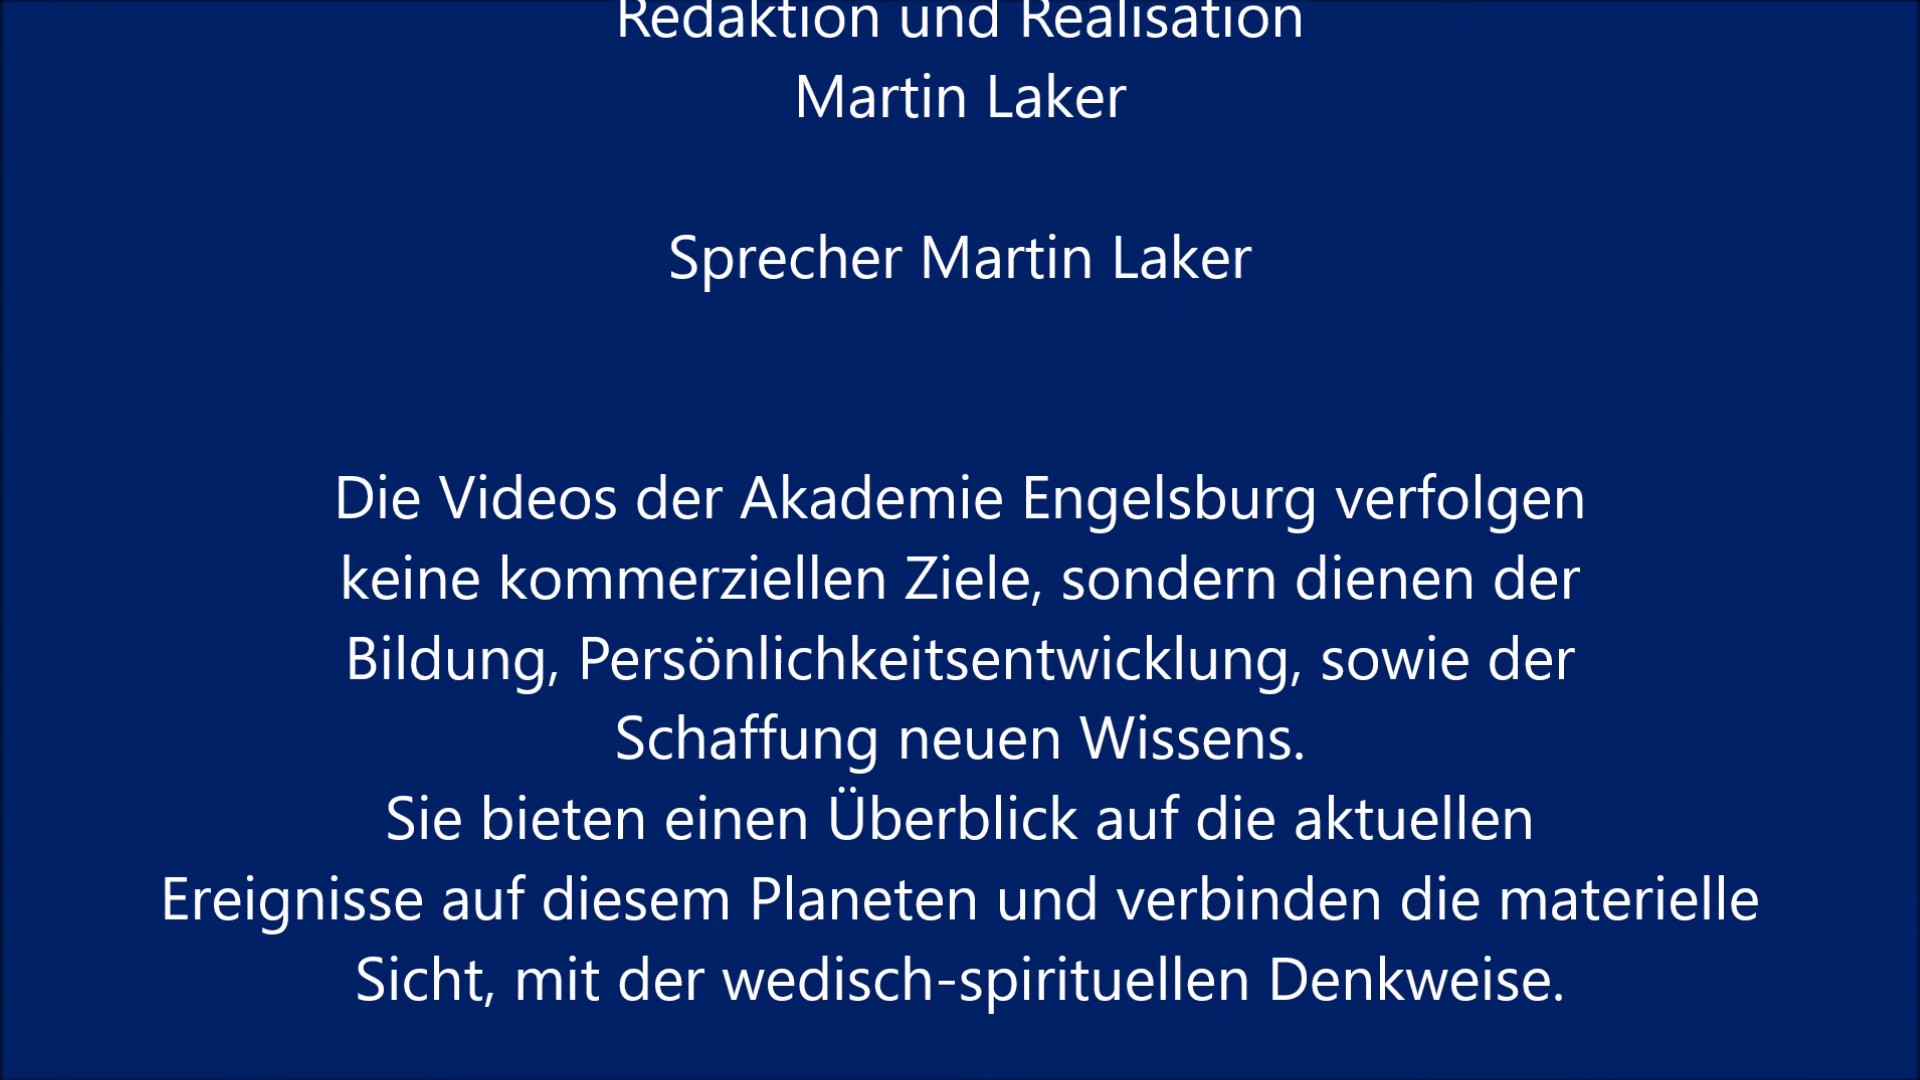 Redaktion und Realisation
Martin Laker
Sprecher Martin Laker
Die Videos der Akademie Engelsburg verfolgen
keine kommerziellen Ziele, sondern dienen der
Bildung, Persönlichkeitsentwicklung, sowie der
Schaffung neuen Wissens.
Sie bieten einen Überblick auf die aktuellen
Ereignisse auf diesem Planeten und verbinden die materielle
Sicht, mit der wedisch-spirituellen Denkweise.